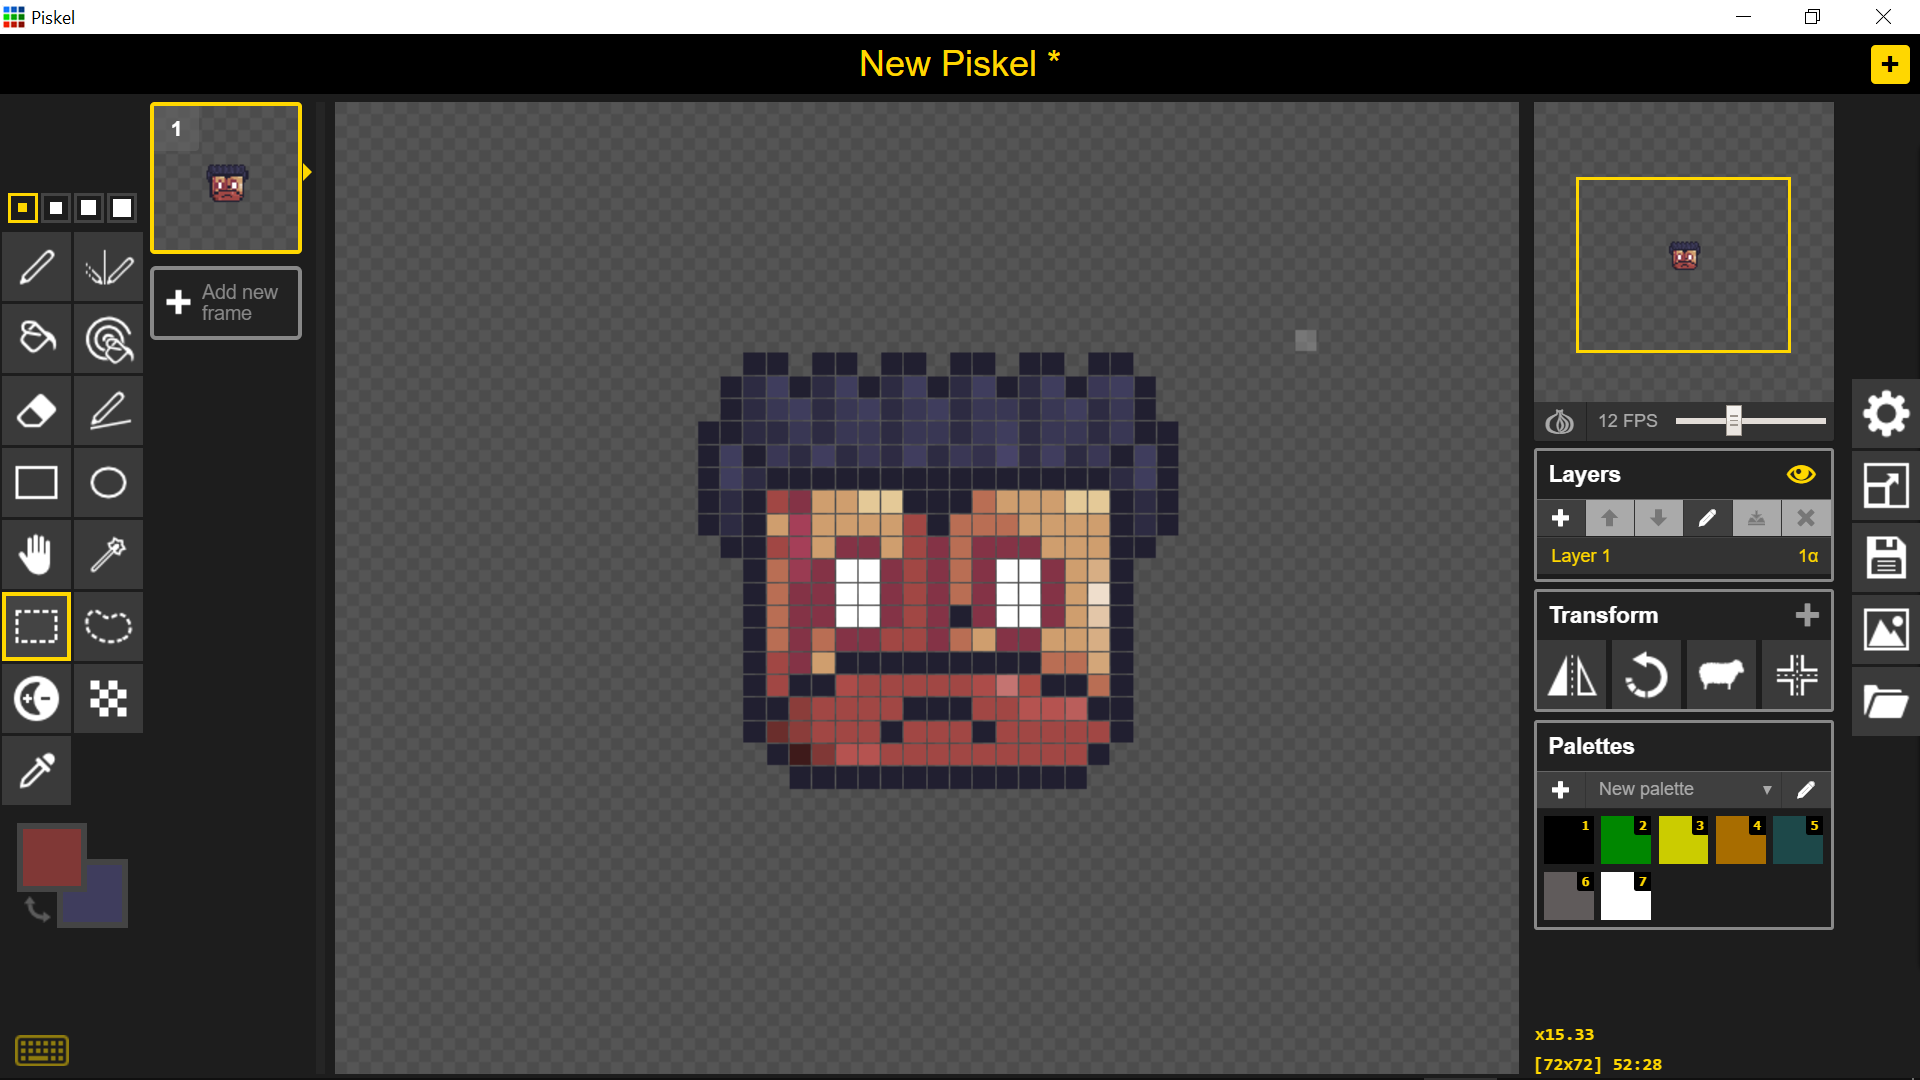 Piskel
New Piskel *
1
Add new
frame
12 FPS
Layers
Layer 1
1α
Transform
Palettes
New palette
1
2
3
4
5
6
7
x15.33
[72x72] 52:28